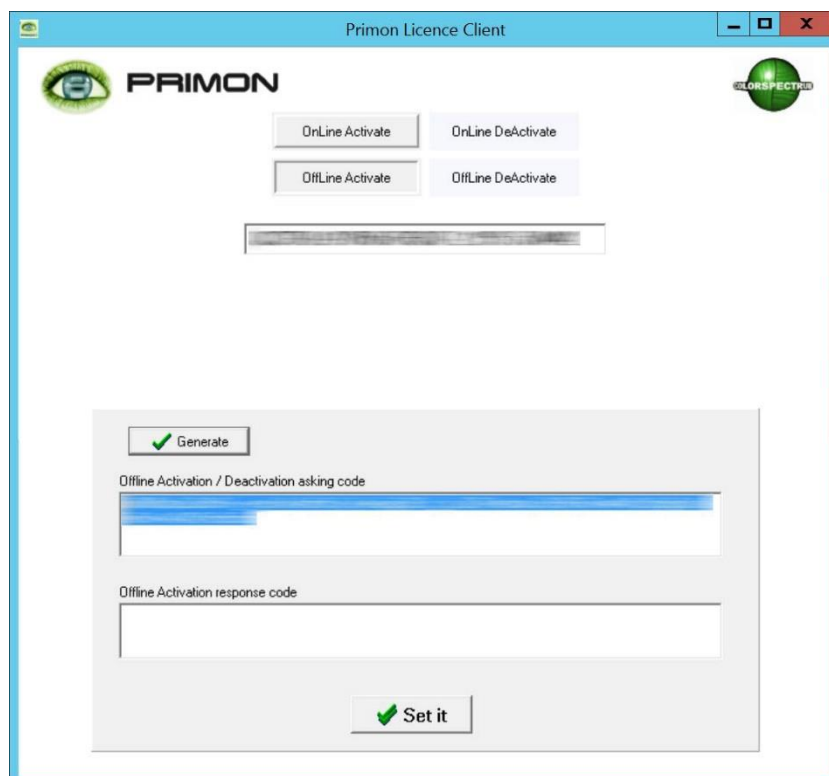 Primon Licence Client
PRIMON
COLORSPECTRUM
OnLine Activate
OnLine DeActivate
OffLine Activate
OffLine DeActivate
Generate
Offline Activation / Deactivation asking code
Offline Activation response code
Set it